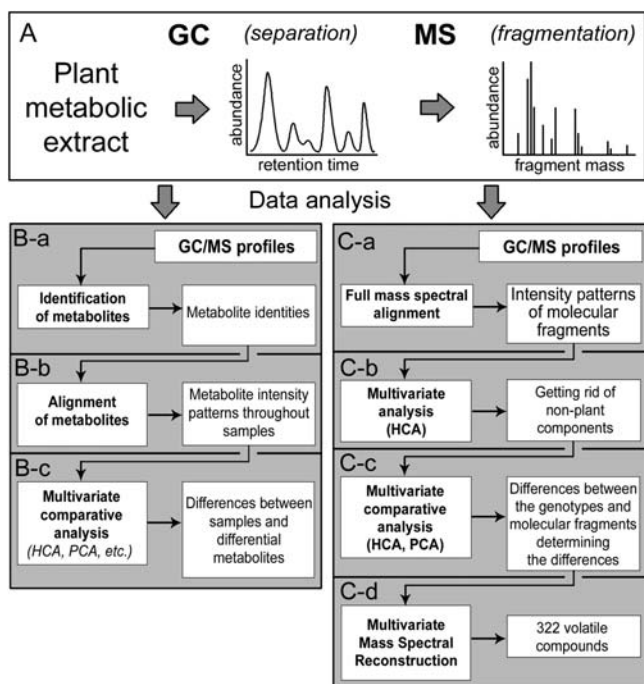 A
GC
(separation)
MS
(fragmentation)
Plant
metabolic
extract
abundance
retention time
abundance
fragment mass
Data analysis
B-a
GC/MS profiles
Identification
of metabolites
Metabolite identities
B-b
Alignment
of metabolites
Metabolite intensity
patterns throughout
samples
B-c
Multivariate
comparative
analysis
(HCA, PCA, etc.)
Differences between
samples and
differential
metabolites
C-a
GC/MS profiles
Full mass spectral
alignment
Intensity patterns
of molecular
fragments
C-b
Multivariate
analysis
(HCA)
Getting rid of
non-plant
components
C-c
Multivariate
comparative
analysis
(HCA, PCA)
Differences between
the genotypes and
molecular fragments
determining
the differences
C-d
Multivariate
Mass Spectral
Reconstruction
322 volatile
compounds